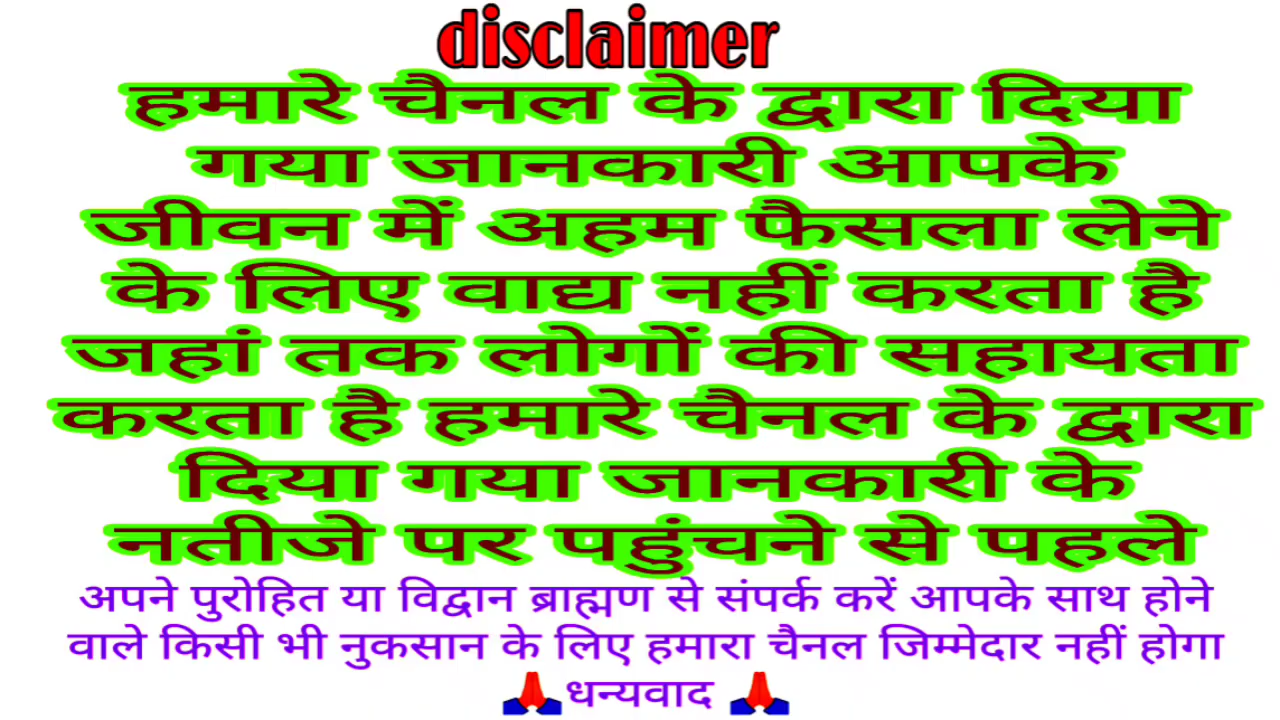 disclaimer
हमारे चैनल के द्वारा दिया
गया जानकारी आपके
जीवन में अहम फैसला लेने
के लिए वाद्य नहीं करता है
जहां तक लोगों की सहायता
करता है हमारे चैनल के द्वारा
दिया गया जानकारी के
नतीजे पर पहुंचने से पहले
अपने पुरोहित या विद्वान ब्राह्मण से संपर्क करें आपके साथ होने
वाले किसी भी नुकसान के लिए हमारा चैनल जिम्मेदार नहीं होगा
🙏धन्यवाद 🙏